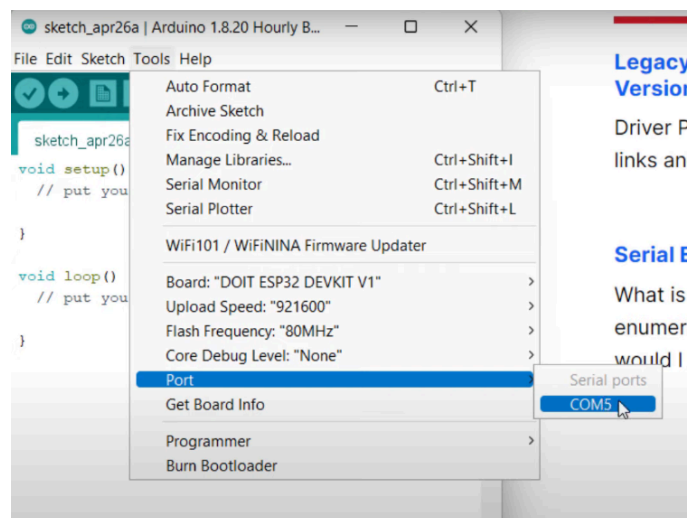 sketch_apr26a | Arduino 1.8.20 Hourly B...
File Edit Sketch Tools Help
sketch_apr26a
void setup()
// put you
}
void loop()
// put you
}
Auto Format Ctrl+T
Archive Sketch
Fix Encoding & Reload
Manage Libraries... Ctrl+Shift+I
Serial Monitor Ctrl+Shift+M
Serial Plotter Ctrl+Shift+L
WiFi101 / WiFiNINA Firmware Updater
Board: "DOIT ESP32 DEVKIT V1"
Upload Speed: "921600"
Flash Frequency: "80MHz"
Core Debug Level: "None"
Port
Get Board Info
Programmer
Burn Bootloader
Serial ports
COM5
Legacy
Version
Driver P
links an
Serial E
What is
enumer
would I